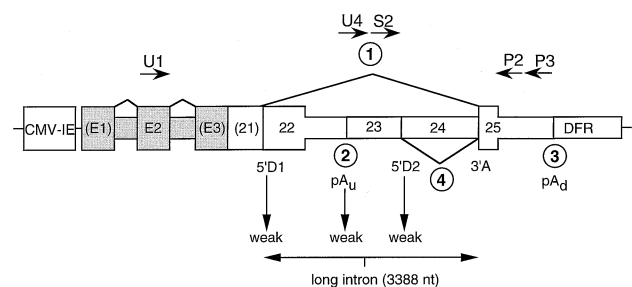 U4 S2
U1 1 P2 P3
CMV-IE (E1) E2 (E3) (21) 22 23 24 25 DFR
5'D1 2 5'D2 4 3'A 3
pAu pAd
weak weak weak
long intron (3388 nt)